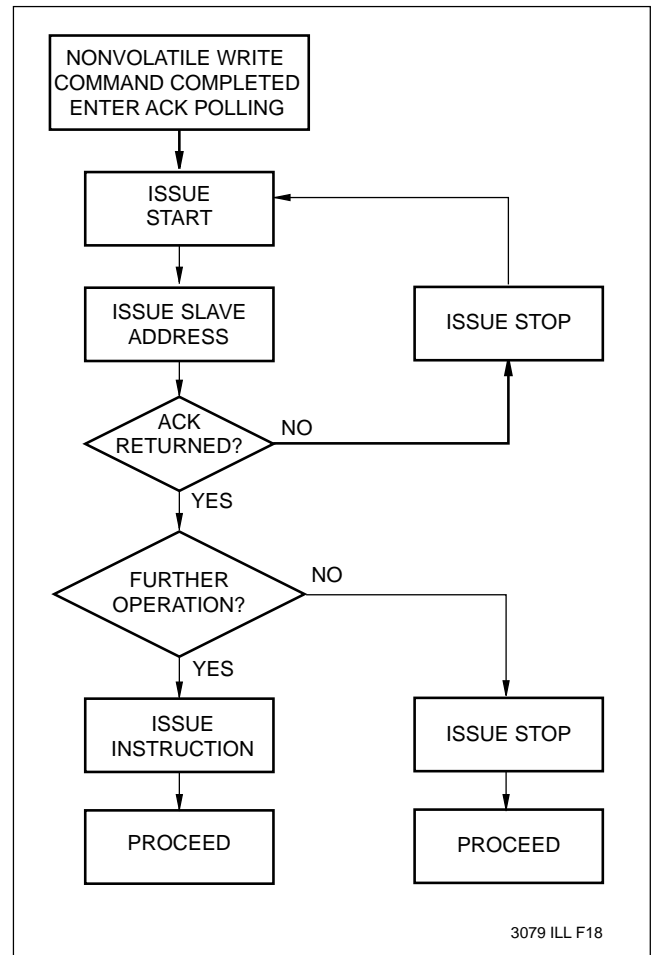 NONVOLATILE WRITE
COMMAND COMPLETED
ENTER ACK POLLING
ISSUE
START
ISSUE SLAVE
ADDRESS
ISSUE STOP
ACK
RETURNED?
NO
YES
FURTHER
OPERATION?
NO
YES
ISSUE
INSTRUCTION
ISSUE STOP
PROCEED
PROCEED
3079 ILL F18